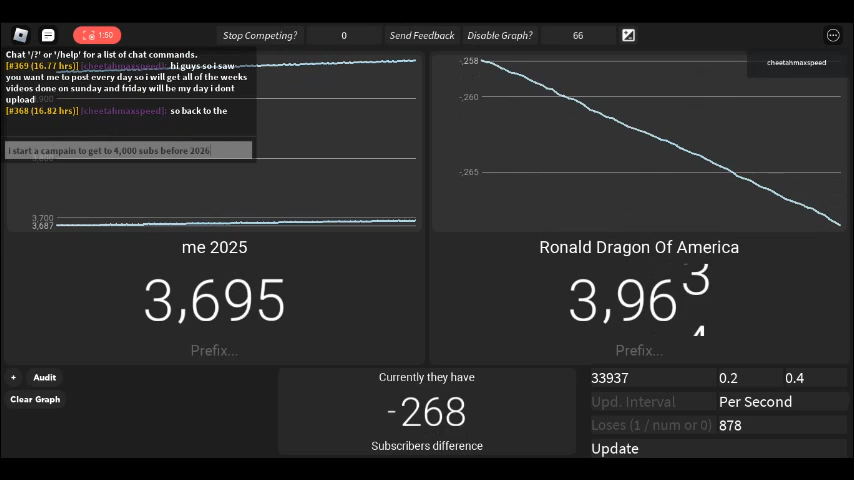 1:50
Stop Competing?
0
Send Feedback
Disable Graph?
66
Chat '/?' or '/help' for a list of chat commands.
[#369 (16.77 hrs)] [cheetahmaxspeed]: hi guys so i saw
you want me to post every day so i will get all of the weeks
videos done on sunday and friday will be my day i dont
upload
[#368 (16.82 hrs)] [cheetahmaxspeed]: so back to the
i start a campain to get to 4,000 subs before 2026
3,700
3,687
-,258
-,260
-,265
cheetahmaxspeed
me 2025
3,695
Prefix...
Ronald Dragon Of America
3,96
Prefix...
+
Audit
Clear Graph
Currently they have
-268
Subscribers difference
33937
0.2
0.4
Upd. Interval
Per Second
Loses (1 / num or 0)
878
Update